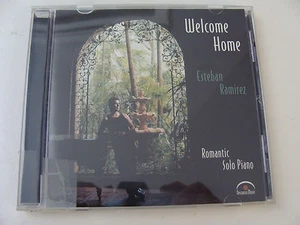 Welcome
Home
Esteban
Ramirez
Romantic
Solo Piano